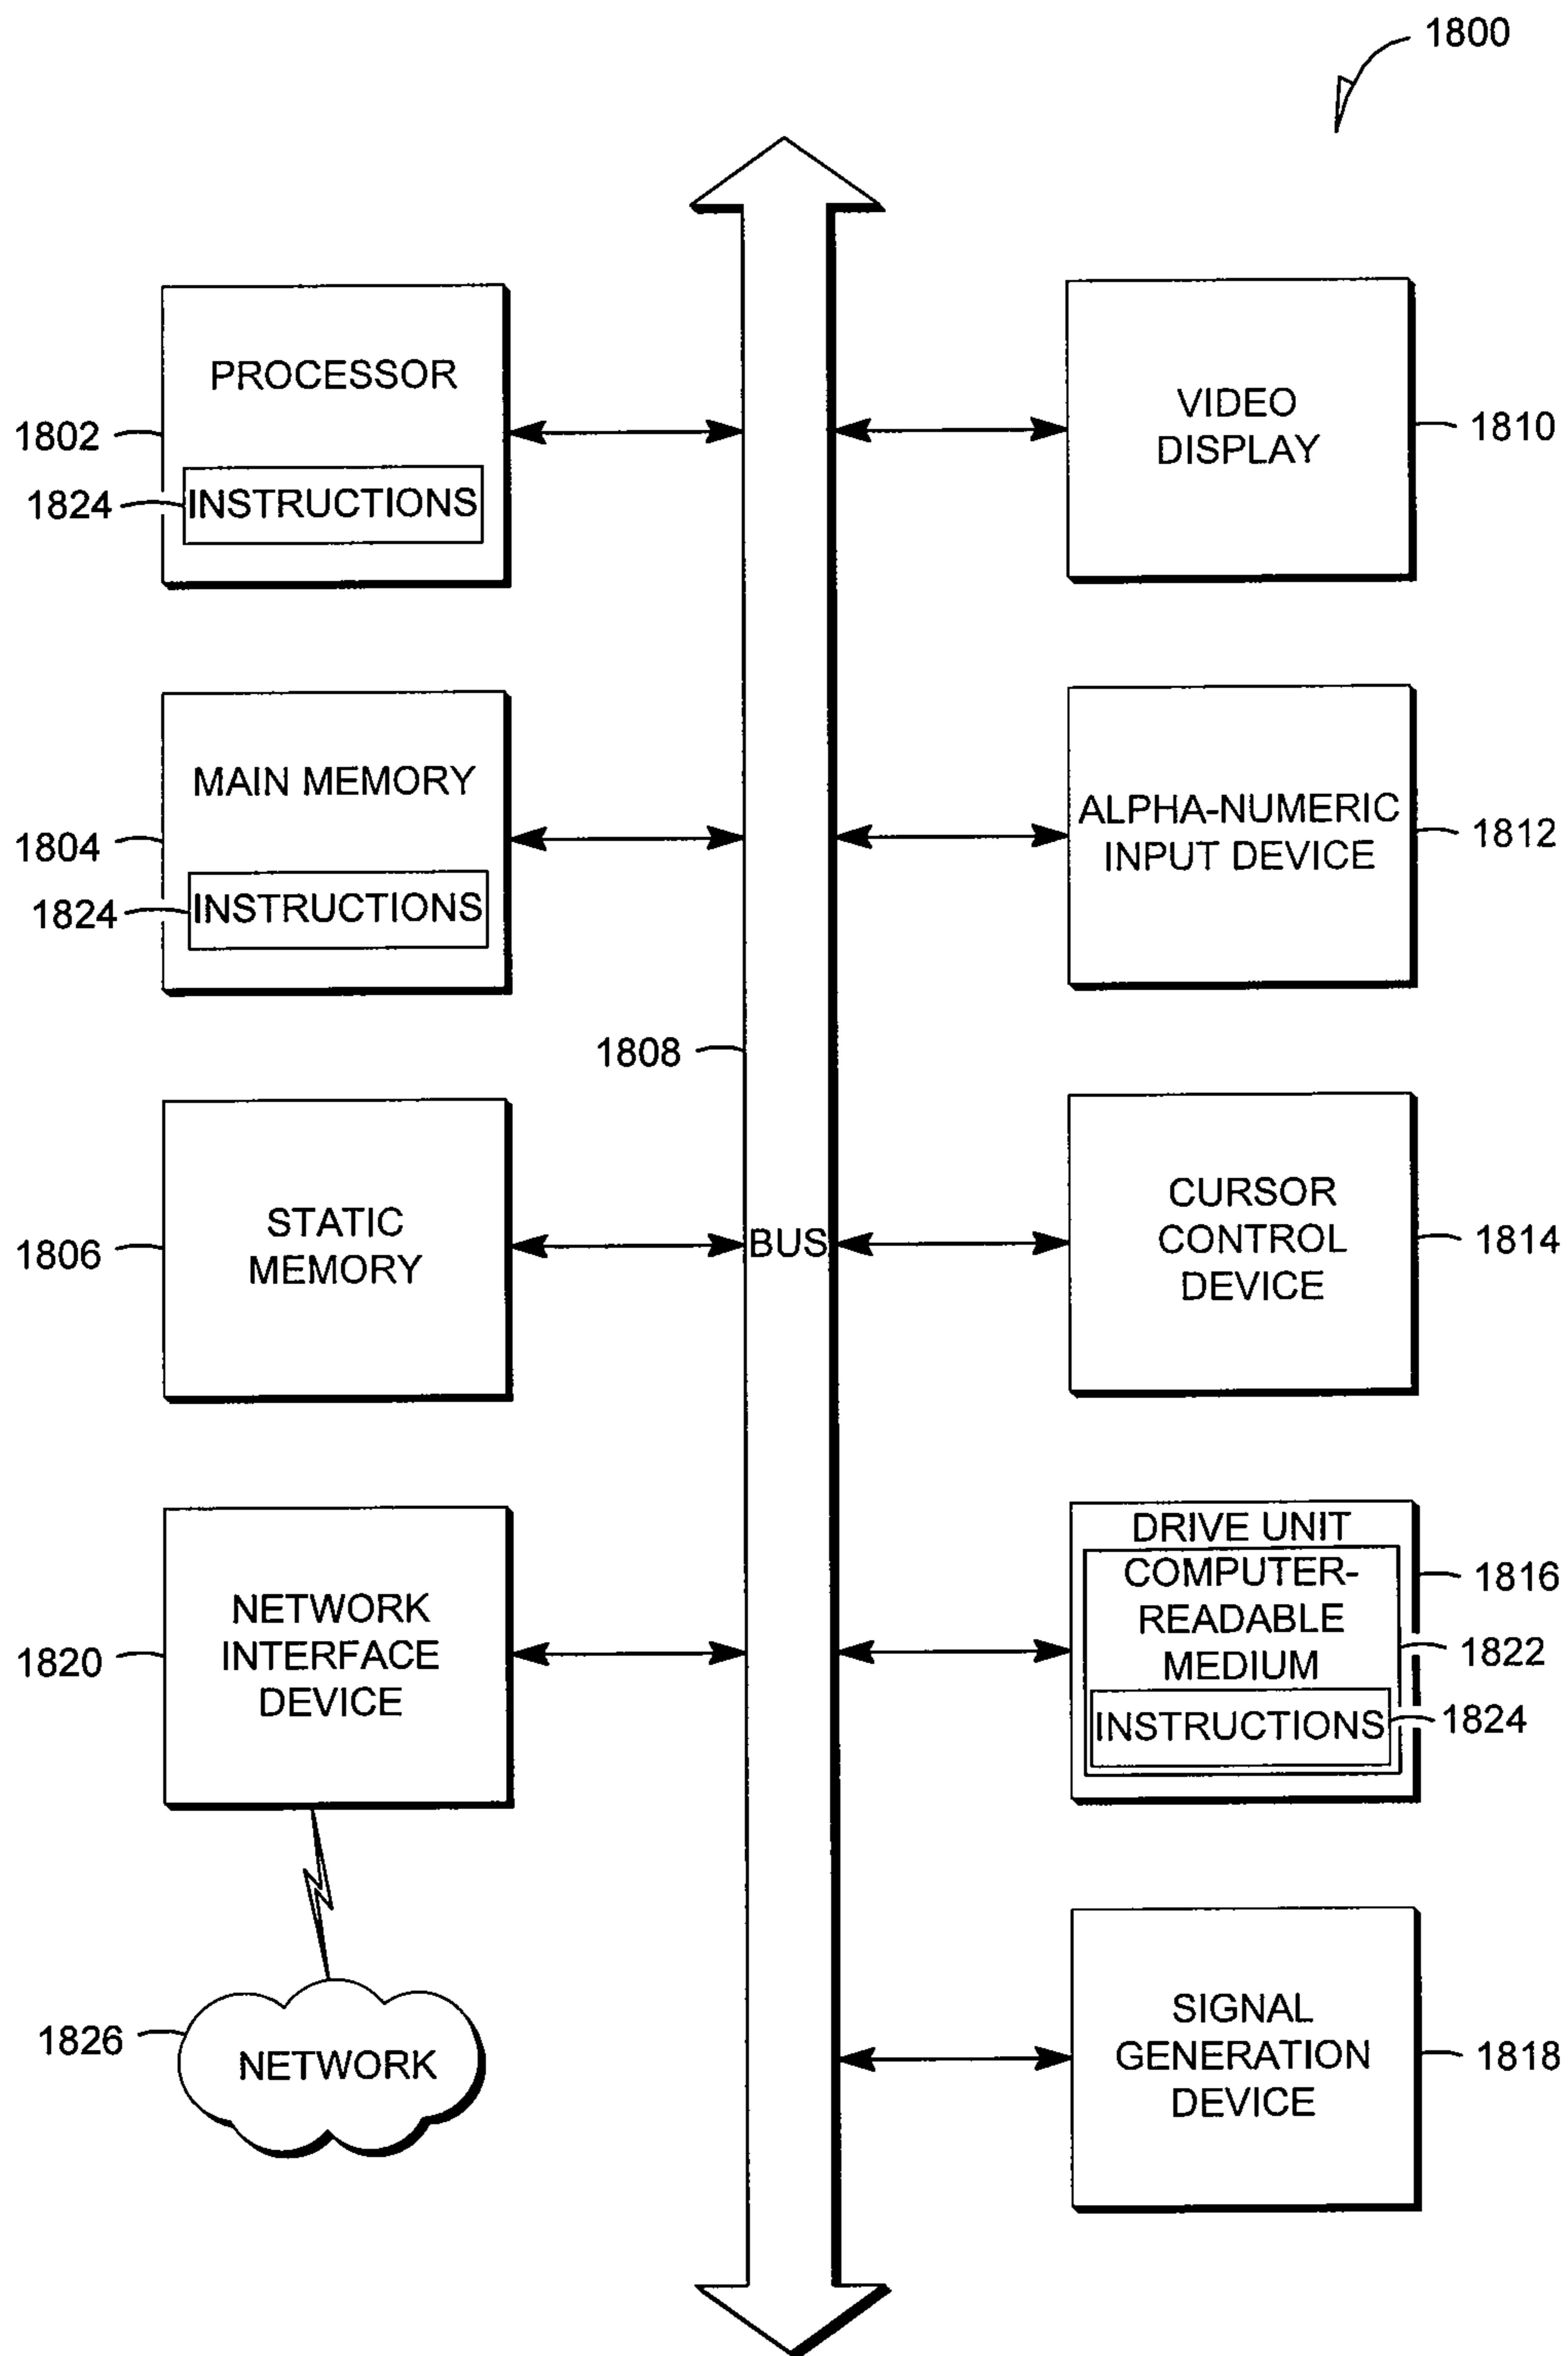 1800
PROCESSOR
1802
1824
INSTRUCTIONS
VIDEO
DISPLAY
1810
MAIN MEMORY
1804
1824
INSTRUCTIONS
ALPHA-NUMERIC
INPUT DEVICE
1812
1808
STATIC
MEMORY
1806
BUS
CURSOR
CONTROL
DEVICE
1814
NETWORK
INTERFACE
DEVICE
1820
DRIVE UNIT
COMPUTER-
READABLE
MEDIUM
1816
1822
INSTRUCTIONS
1824
1826
NETWORK
SIGNAL
GENERATION
DEVICE
1818